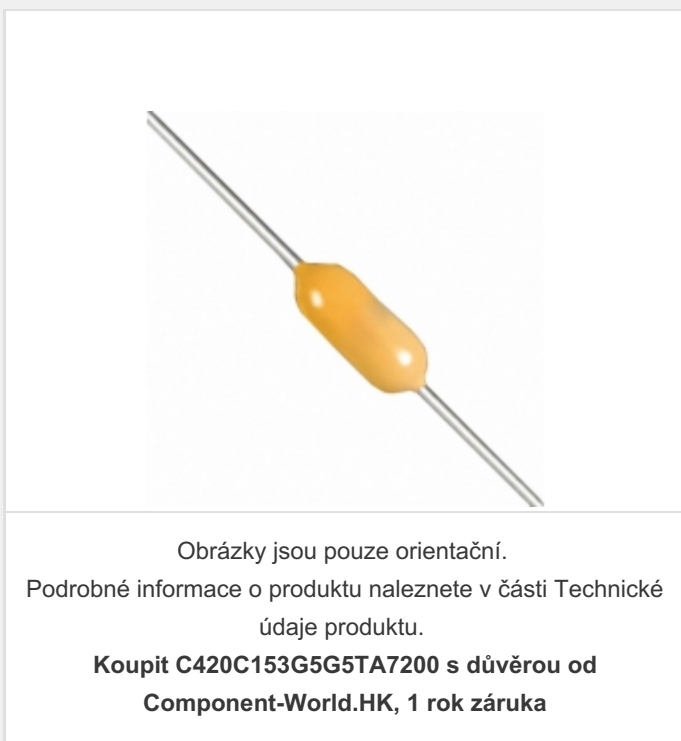 Obrázky jsou pouze orientační.
Podrobné informace o produktu naleznete v části Technické
údaje produktu.
Koupit C420C153G5G5TA7200 s důvěrou od
Component-World.HK, 1 rok záruka